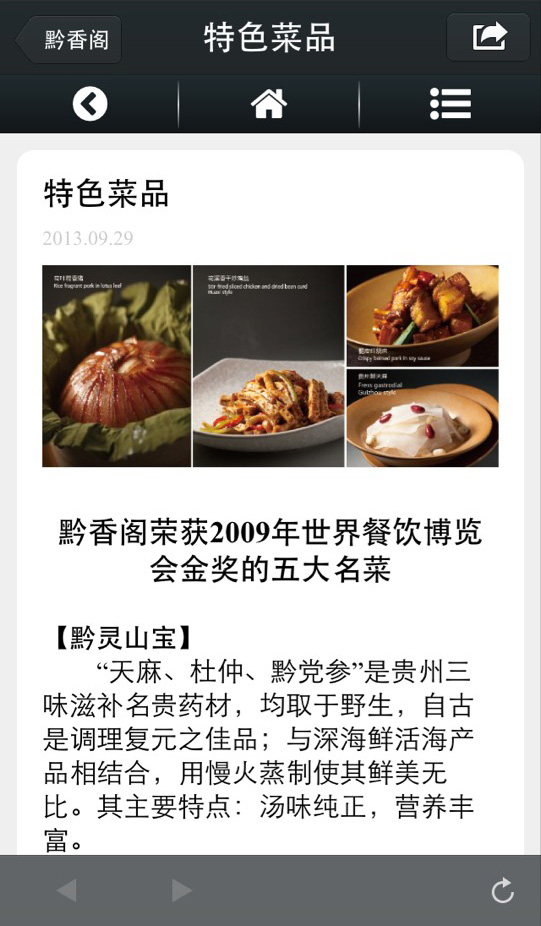 黔香阁
特色菜品
特色菜品
2013.09.29
Rice fragrant pork in lotus leaf
Stir fried sliced chicken and dried bean curd
Huaxi style
Crispy braised pork in soy sauce
Guizhou style
黔香阁荣获2009年世界餐饮博览
会金奖的五大名菜
【黔灵山宝】
“天麻、杜仲、黔党参”是贵州三
味滋补名贵药材，均取于野生，自古
是调理复元之佳品；与深海鲜活海产
品相结合，用慢火蒸制使其鲜美无
比。其主要特点：汤味纯正，营养丰
富。